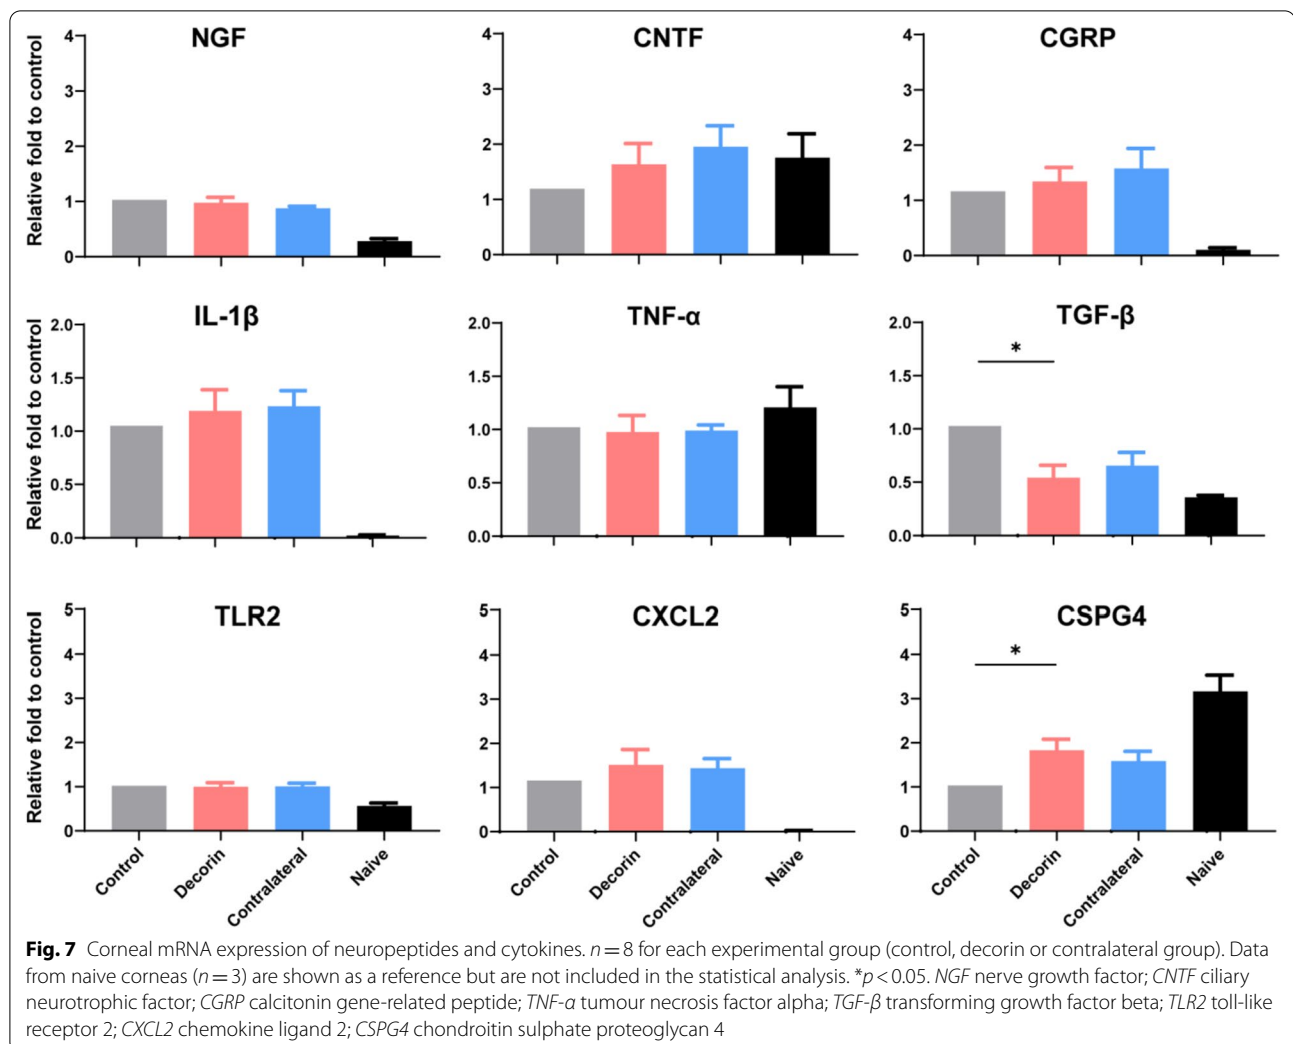 NGF
CNTF
CGRP
Relative fold to control
4
3
2
1
0
4
3
2
1
0
4
3
2
1
0
IL-1β
TNF-α
TGF-β
Relative fold to control
2.0
1.5
1.0
0.5
0.0
2.0
1.5
1.0
0.5
0.0
2.0
1.5
1.0
0.5
0.0
*
TLR2
CXCL2
CSPG4
Relative fold to control
5
4
3
2
1
0
5
4
3
2
1
0
5
4
3
2
1
0
*
Control
Decorin
Contralateral
Naive
Control
Decorin
Contralateral
Naive
Control
Decorin
Contralateral
Naive
Fig. 7 Corneal mRNA expression of neuropeptides and cytokines. n = 8 for each experimental group (control, decorin or contralateral group). Data
from naive corneas (n = 3) are shown as a reference but are not included in the statistical analysis. *p < 0.05. NGF nerve growth factor; CNTF ciliary
neurotrophic factor; CGRP calcitonin gene-related peptide; TNF-α tumour necrosis factor alpha; TGF-β transforming growth factor beta; TLR2 toll-like
receptor 2; CXCL2 chemokine ligand 2; CSPG4 chondroitin sulphate proteoglycan 4